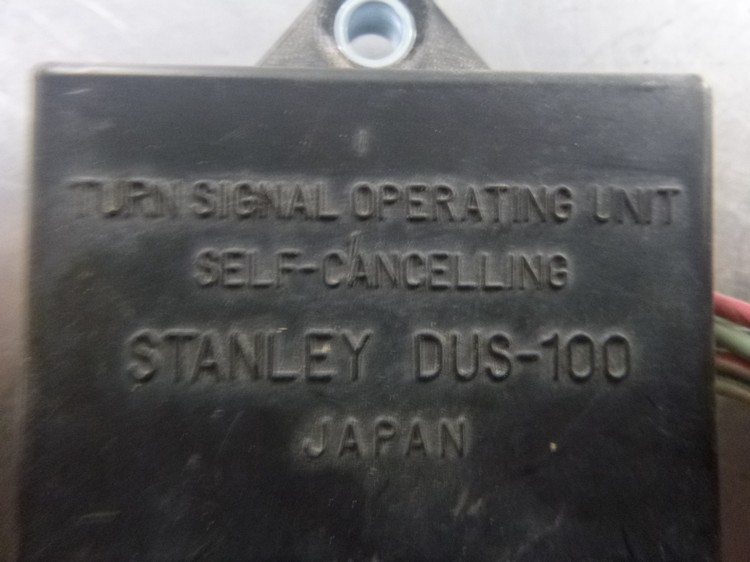 TURN SIGNAL OPERATING UNIT
SELF-CANCELLING
STANLEY DUS-100
JAPAN